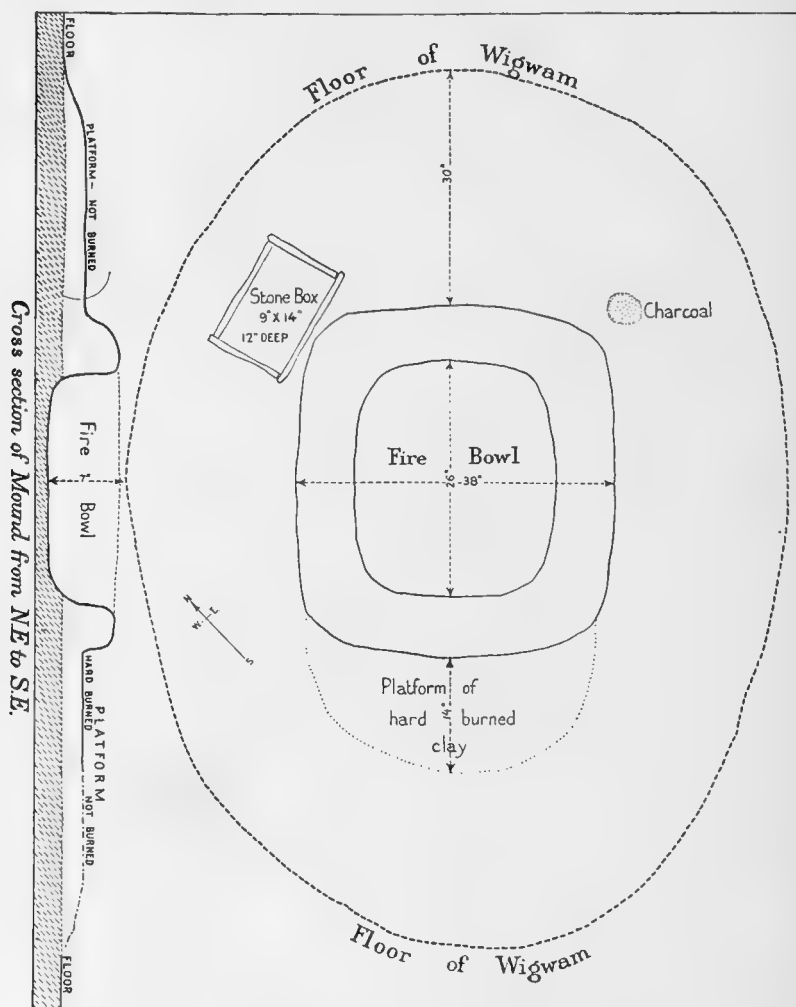 Floor of Wigwam
30"
Stone Box
9" X 14"
12" DEEP
Charcoal
Fire Bowl
26"
38"
N
W. E.
S
Platform of
hard 14" burned
clay
Floor of Wigwam
FLOOR
PLATFORM – NOT BURNED
Fire Bowl
PLATFORM
HARD BURNED NOT BURNED
FLOOR
Cross section of Mound from NE to S.E.